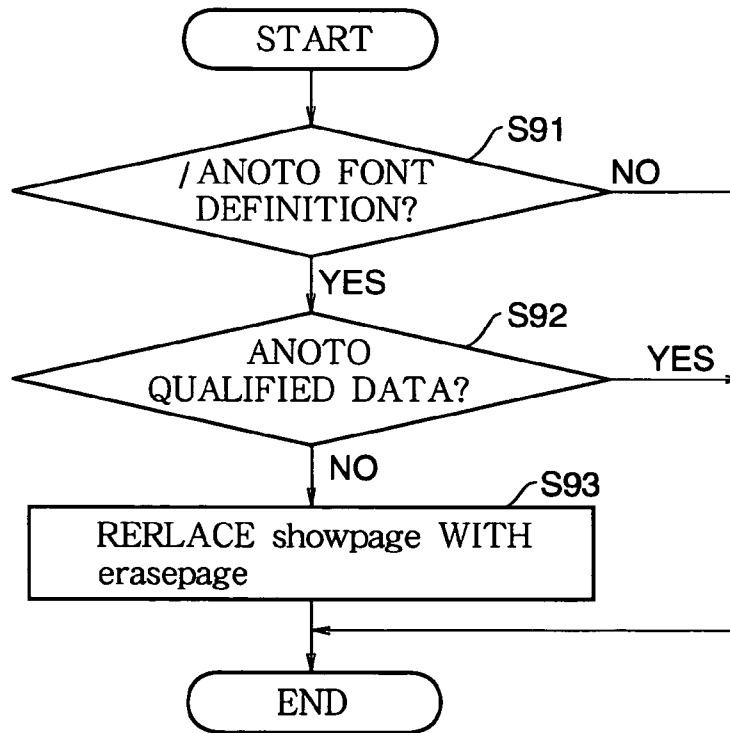 START
S91
/ANOTO FONT
DEFINITION?
NO
YES
S92
ANOTO
QUALIFIED DATA?
YES
NO
S93
RERLACE showpage WITH
erasepage
END